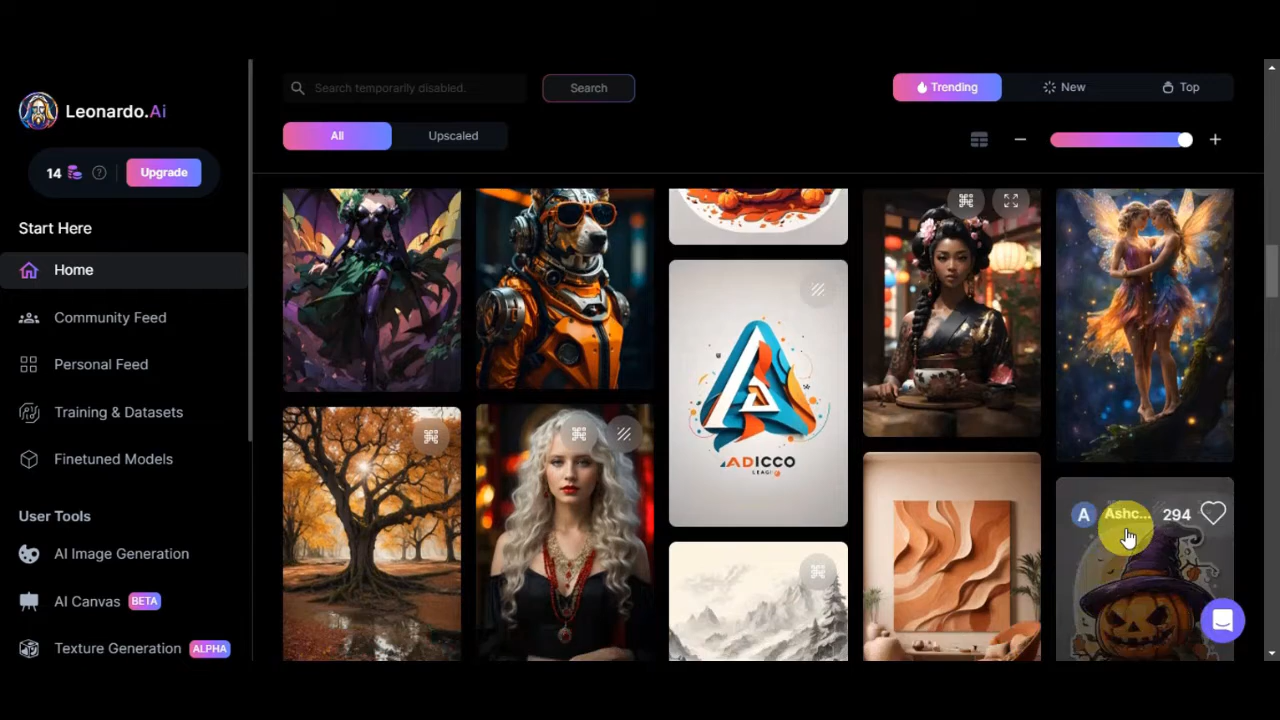 Leonardo.Ai
14
Upgrade
Start Here
Home
Community Feed
Personal Feed
Training & Datasets
Finetuned Models
User Tools
AI Image Generation
AI Canvas BETA
Texture Generation ALPHA
Search temporarily disabled.
Search
Trending
New
Top
All
Upscaled
ADICCO
A Ashc... 294